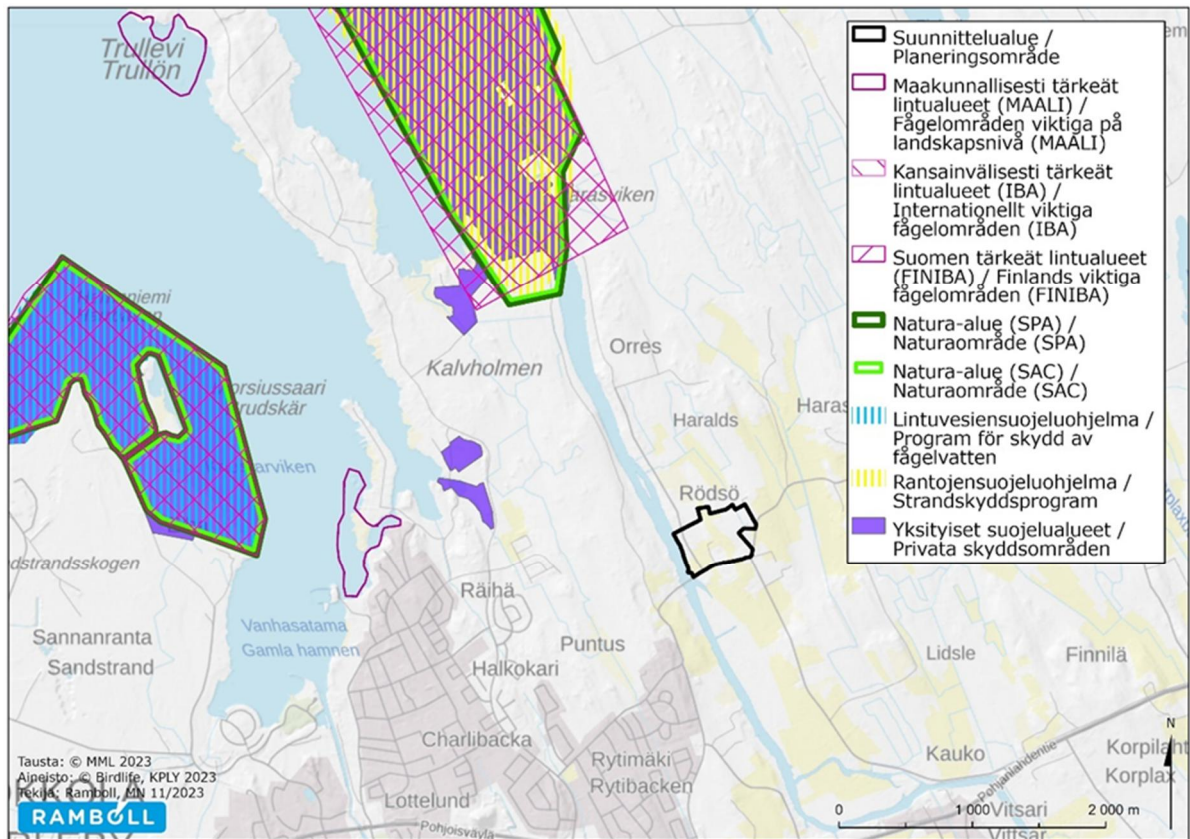 Trullevi
Trullön
Kalvholmen
Orres
Haralds
Rödsö
Räihä
Vanhasatama
Gamla hamnen
Sannanranta
Sandstrand
Puntus
Halkokari
Charlibacka
Rytimäki
Rytibacken
Lottelund
Pohjoisväylä
Lidsle
Finnilä
Kauko
Pohjanlahdentie
Vitsari
Suunnittelualue /
Planeringsområde
Maakunnallisesti tärkeät
lintualueet (MAALI) /
Fågelområden viktiga på
landskapsnivå (MAALI)
Kansainvälisesti tärkeät
lintualueet (IBA) /
Internationellt viktiga
fågelområden (IBA)
Suomen tärkeät lintualueet
(FINIBA) / Finlands viktiga
fågelområden (FINIBA)
Natura-alue (SPA) /
Naturaområde (SPA)
Natura-alue (SAC) /
Naturaområde (SAC)
Lintuvesiensuojeluohjelma /
Program för skydd av
fågelvatten
Rantojensuojeluohjelma /
Strandskyddsprogram
Yksityiset suojelualueet /
Privata skyddsområden
N
0 1 000 2 000 m
Tausta: © MML 2023
Aineisto: © Birdlife, KPLY 2023
Tekijä: Ramboll, MN 11/2023
RAMBOLL